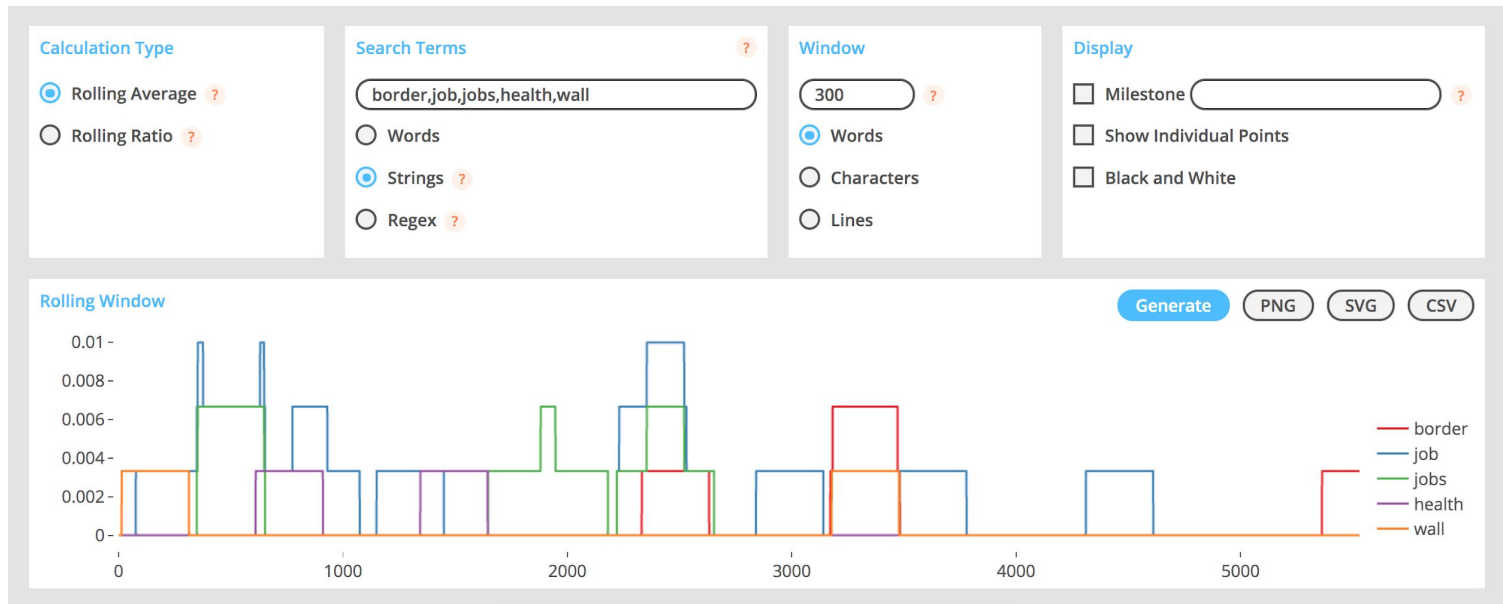 Calculation Type
Rolling Average ?
Rolling Ratio ?
Search Terms ?
border,job,jobs,health,wall
Words
Strings ?
Regex ?
Window
300 ?
Words
Characters
Lines
Display
Milestone ?
Show Individual Points
Black and White
Rolling Window
Generate PNG SVG CSV
0.01
0.008
0.006
0.004
0.002
0
0 1000 2000 3000 4000 5000
border
job
jobs
health
wall